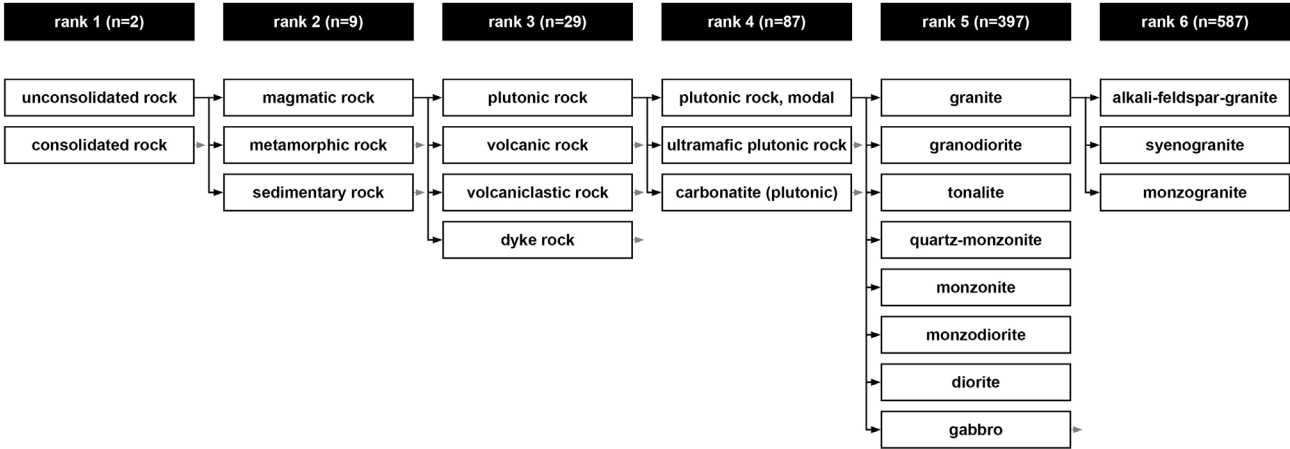 rank 1 (n=2)
rank 2 (n=9)
rank 3 (n=29)
rank 4 (n=87)
rank 5 (n=397)
rank 6 (n=587)
unconsolidated rock
magmatic rock
plutonic rock
plutonic rock, modal
granite
alkali-feldspar-granite
consolidated rock
metamorphic rock
volcanic rock
ultramafic plutonic rock
granodiorite
syenogranite
sedimentary rock
volcaniclastic rock
carbonatite (plutonic)
tonalite
monzogranite
dyke rock
quartz-monzonite
monzonite
monzodiorite
diorite
gabbro